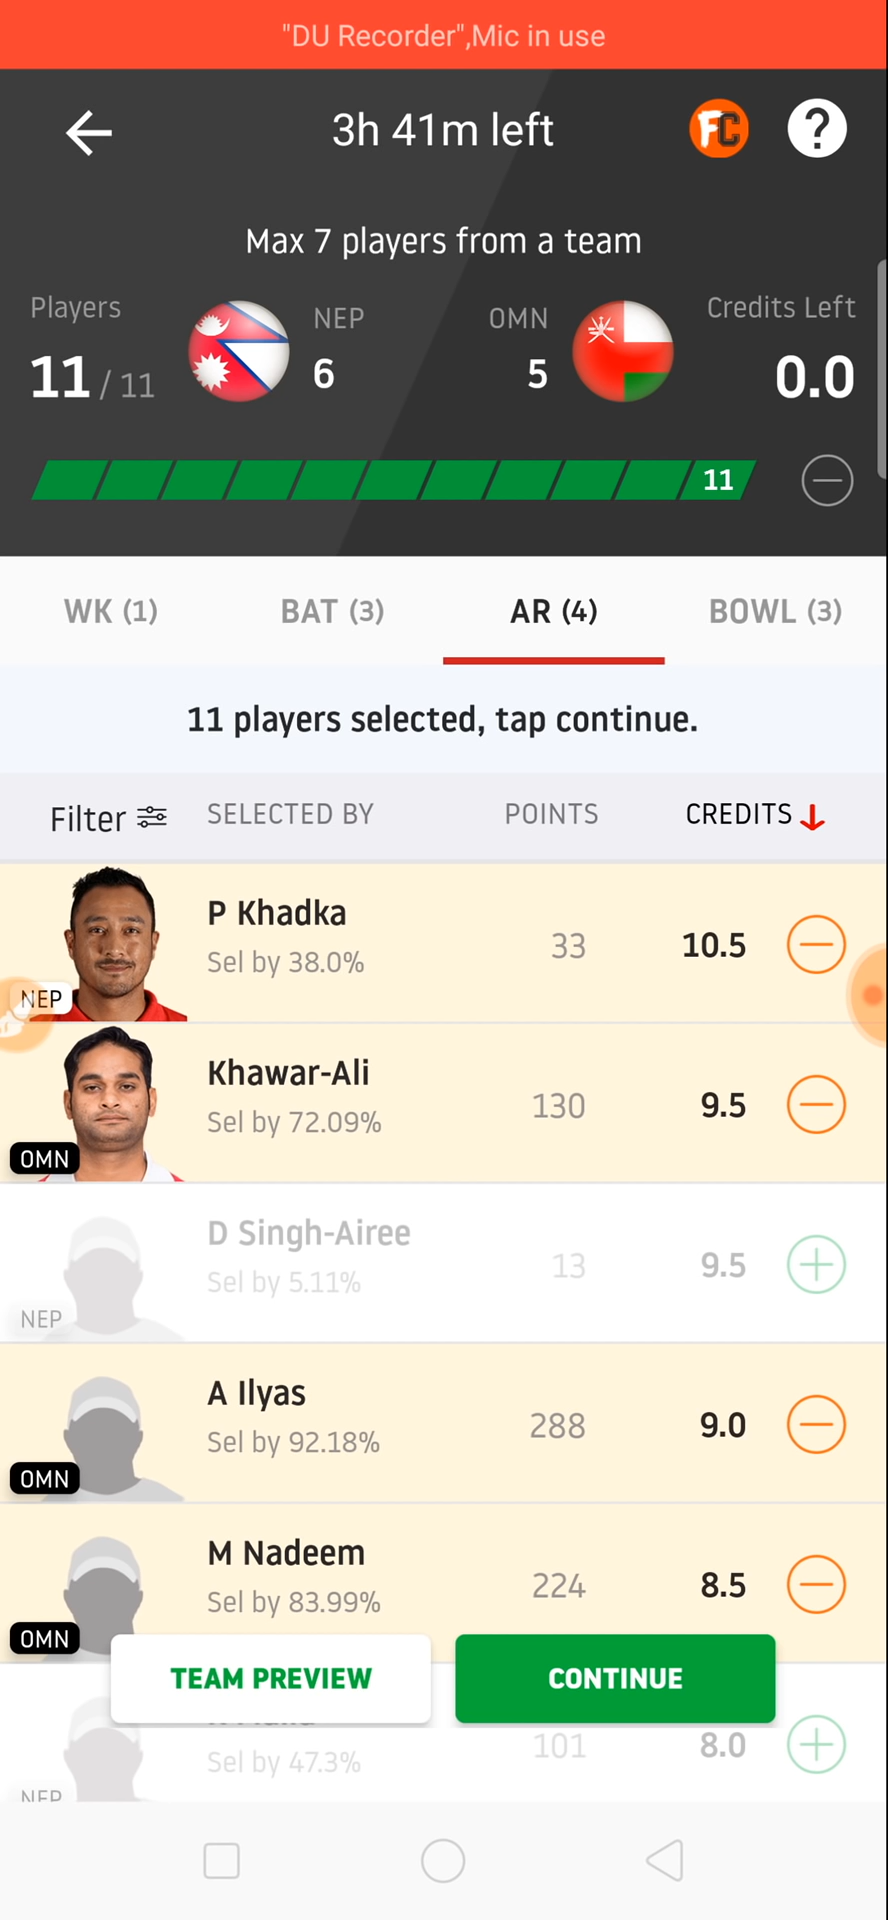 "DU Recorder",Mic in use
3h 41m left
FC
?
Max 7 players from a team
Players
NEP
OMN
Credits Left
11 / 11
6
5
0.0
11
WK (1)
BAT (3)
AR (4)
BOWL (3)
11 players selected, tap continue.
Filter
SELECTED BY
POINTS
CREDITS
P Khadka
Sel by 38.0%
33
10.5
NEP
Khawar-Ali
Sel by 72.09%
130
9.5
OMN
D Singh-Airee
Sel by 5.11%
13
9.5
NEP
A Ilyas
Sel by 92.18%
288
9.0
OMN
M Nadeem
Sel by 83.99%
224
8.5
OMN
TEAM PREVIEW
CONTINUE
Sel by 47.3%
101
8.0
NEP